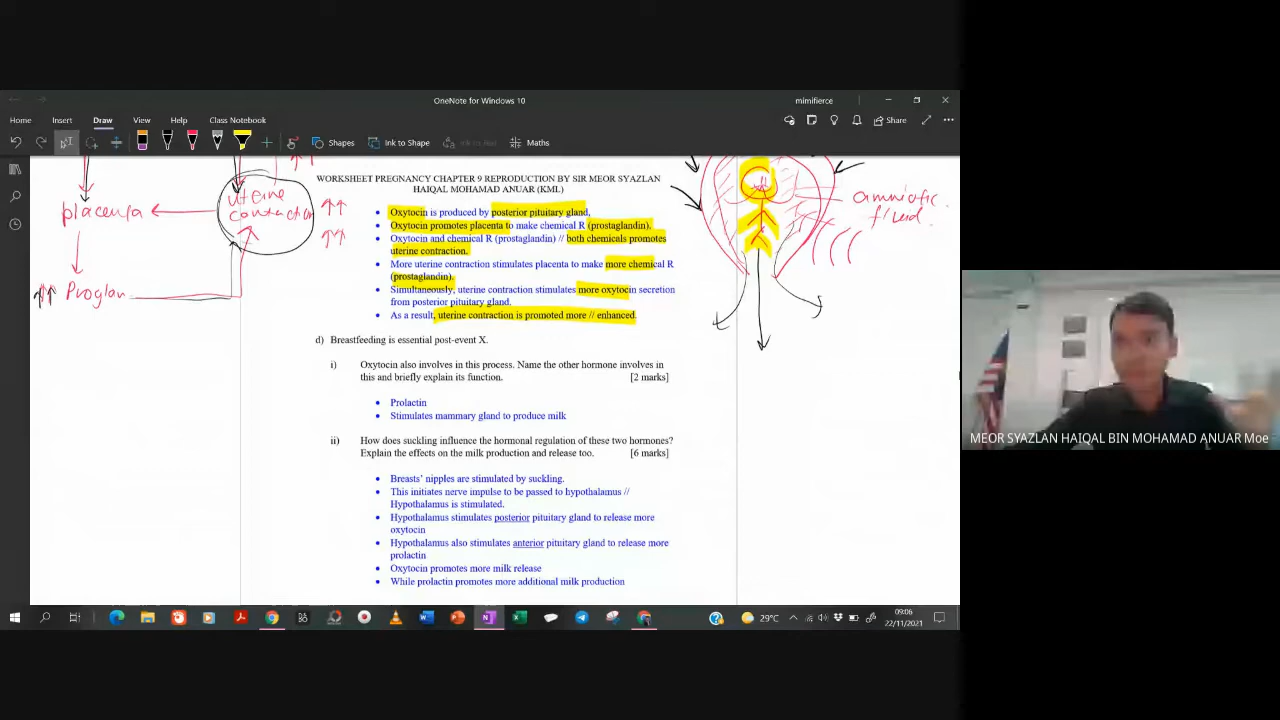 OneNote for Windows 10
mimifierce
Home Insert Draw View Help Class Notebook
Share
Shapes
Ink to Shape
Maths
WORKSHEET PREGNANCY CHAPTER 9 REPRODUCTION BY SIR MEOR SYAZLAN
HAIQAL MOHAMAD ANUAR (KML)
• Oxytocin is produced by posterior pituitary gland,
• Oxytocin promotes placenta to make chemical R (prostaglandin).
• Oxytocin and chemical R (prostaglandin) // both chemicals promotes
uterine contraction.
• More uterine contraction stimulates placenta to make more chemical R
(prostaglandin).
• Simultaneously, uterine contraction stimulates more oxytocin secretion
from posterior pituitary gland.
• As a result, uterine contraction is promoted more // enhanced.
d) Breastfeeding is essential post-event X.
i) Oxytocin also involves in this process. Name the other hormone involves in
this and briefly explain its function. [2 marks]
• Prolactin
• Stimulates mammary gland to produce milk
ii) How does suckling influence the hormonal regulation of these two hormones?
Explain the effects on the milk production and release too. [6 marks]
• Breasts’ nipples are stimulated by suckling.
• This initiates nerve impulse to be passed to hypothalamus //
Hypothalamus is stimulated.
• Hypothalamus stimulates posterior pituitary gland to release more
oxytocin
• Hypothalamus also stimulates anterior pituitary gland to release more
prolactin
• Oxytocin promotes more milk release
• While prolactin promotes more additional milk production
uterine
contraction
placenta
Proglan
amniotic
fluid
MEOR SYAZLAN HAIQAL BIN MOHAMAD ANUAR Moe
29°C
09:06
22/11/2021